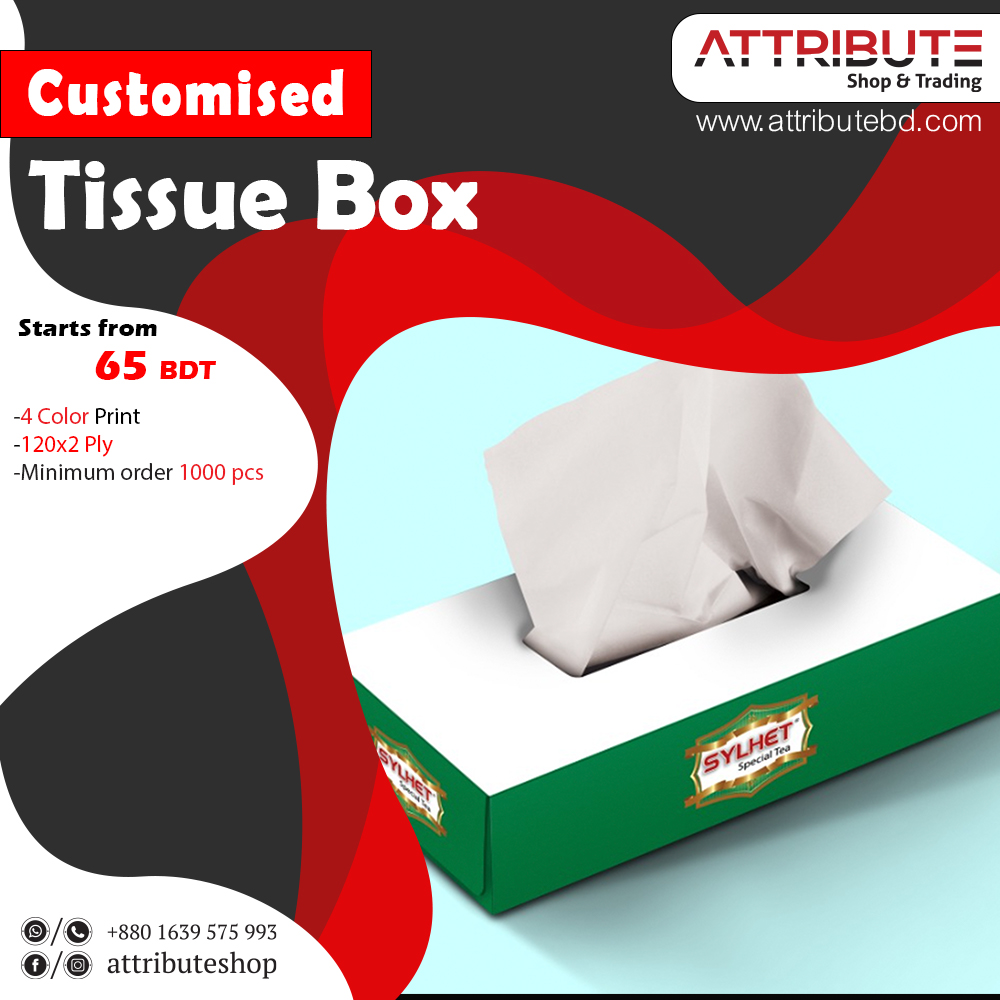 ATTRIBUTE
Shop & Trading
www.attributebd.com
Customised
Tissue Box
Starts from
65 BDT
-4 Color Print
-120x2 Ply
-Minimum order 1000 pcs
SYLHET
Special Tea
SYLHET
Special Tea
+880 1639 575 993
attributeshop